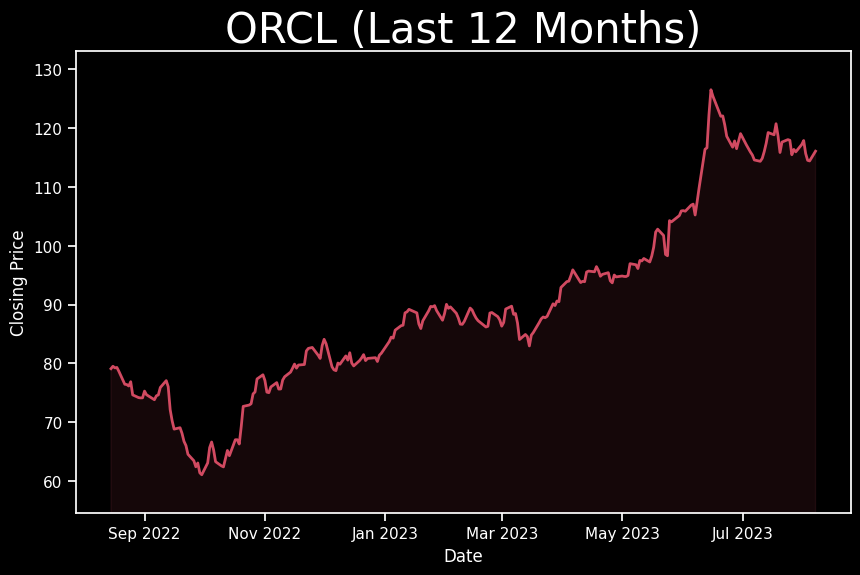 ORCL (Last 12 Months)
130
120
110
100
90
80
70
60
Closing Price
Sep 2022
Nov 2022
Jan 2023
Mar 2023
May 2023
Jul 2023
Date